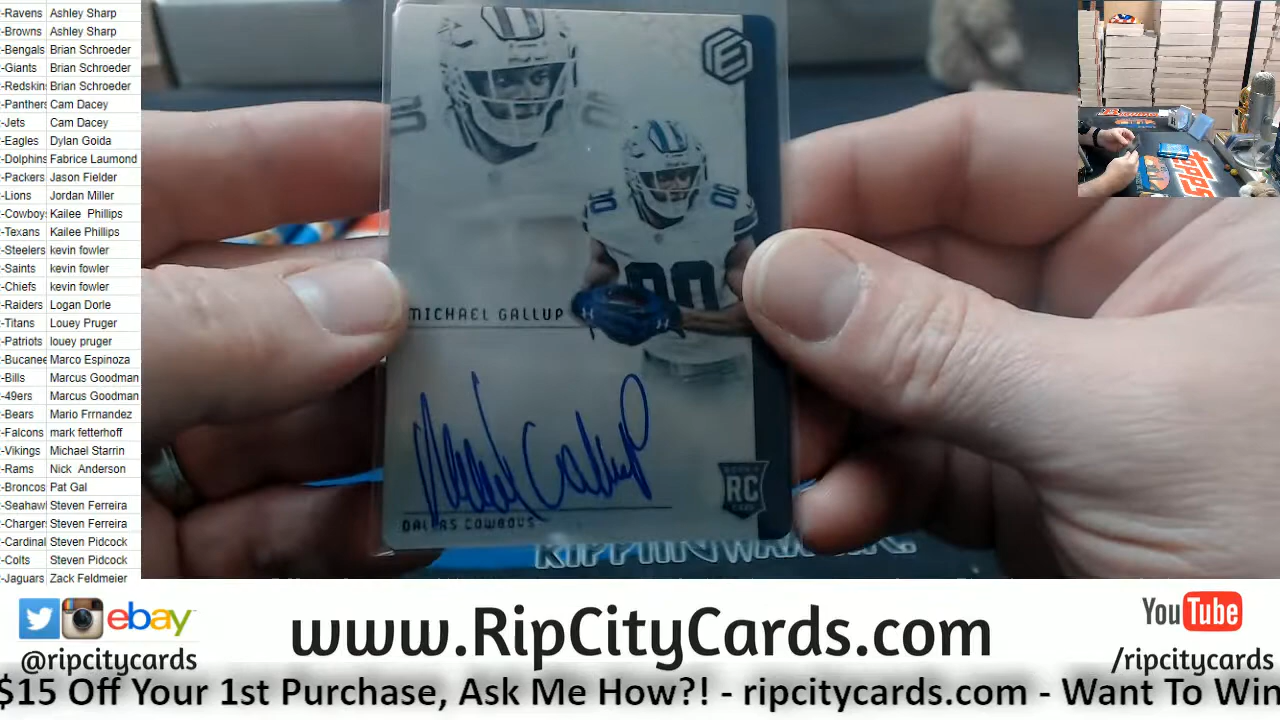 -Ravens Ashley Sharp
-Browns Ashley Sharp
-Bengals Brian Schroeder
-Giants Brian Schroeder
-Redskin Brian Schroeder
-Panther Cam Dacey
-Jets Cam Dacey
-Eagles Dylan Goida
-Dolphins Fabrice Laumond
-Packers Jason Fielder
-Lions Jordan Miller
-Cowboy Kailee Phillips
-Texans Kailee Phillips
-Steelers kevin fowler
-Saints kevin fowler
-Chiefs kevin fowler
-Raiders Logan Dorle
-Titans Louey Pruger
-Patriots louey pruger
-Bucanee Marco Espinoza
-Bills Marcus Goodman
-49ers Marcus Goodman
-Bears Mario Frrnandez
-Falcons mark fetterhoff
-Vikings Michael Starrin
-Rams Nick Anderson
-Broncos Pat Gal
-Seahaw Steven Ferreira
-Charger Steven Ferreira
-Cardinal Steven Pidcock
-Colts Steven Pidcock
-Jaguars Zack Feldmeier
E
00
80
MICHAEL GALLUP
DALLAS COWBOYS
RC
TOPPS
ebay
@ripcitycards
www.RipCityCards.com
YouTube
/ripcitycards
$15 Off Your 1st Purchase, Ask Me How?! - ripcitycards.com - Want To Win